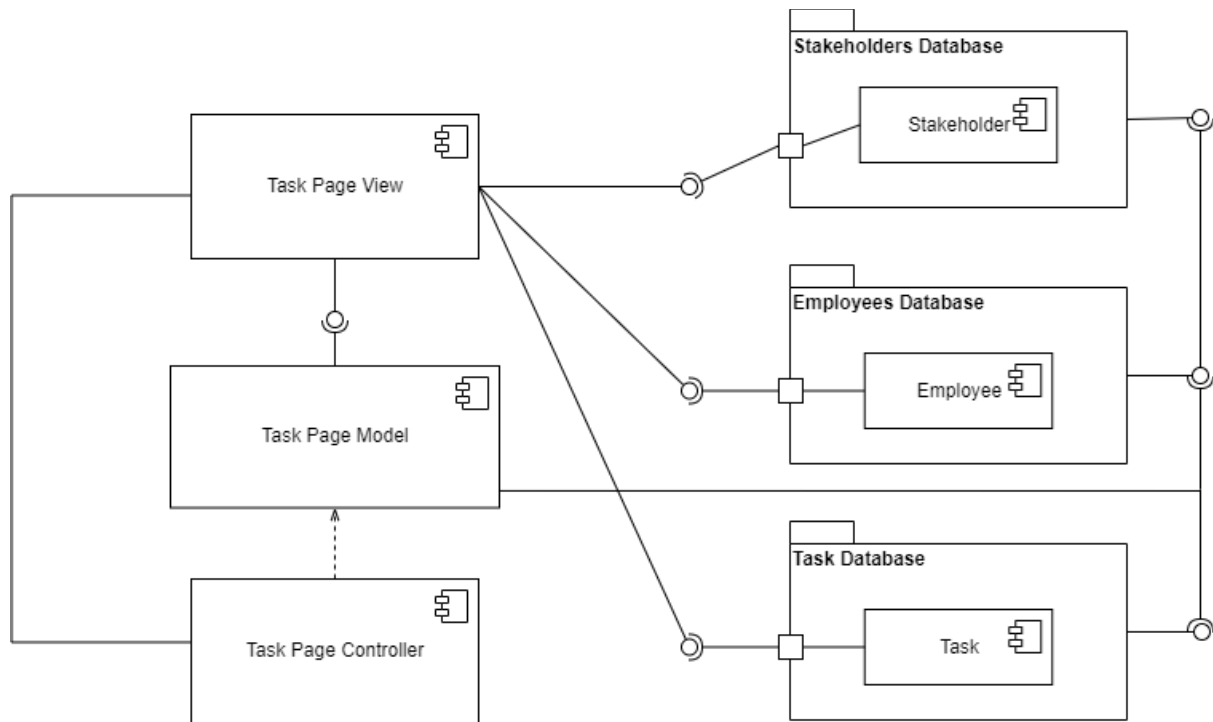 Stakeholders Database
Stakeholder
Task Page View
Employees Database
Employee
Task Page Model
Task Database
Task
Task Page Controller